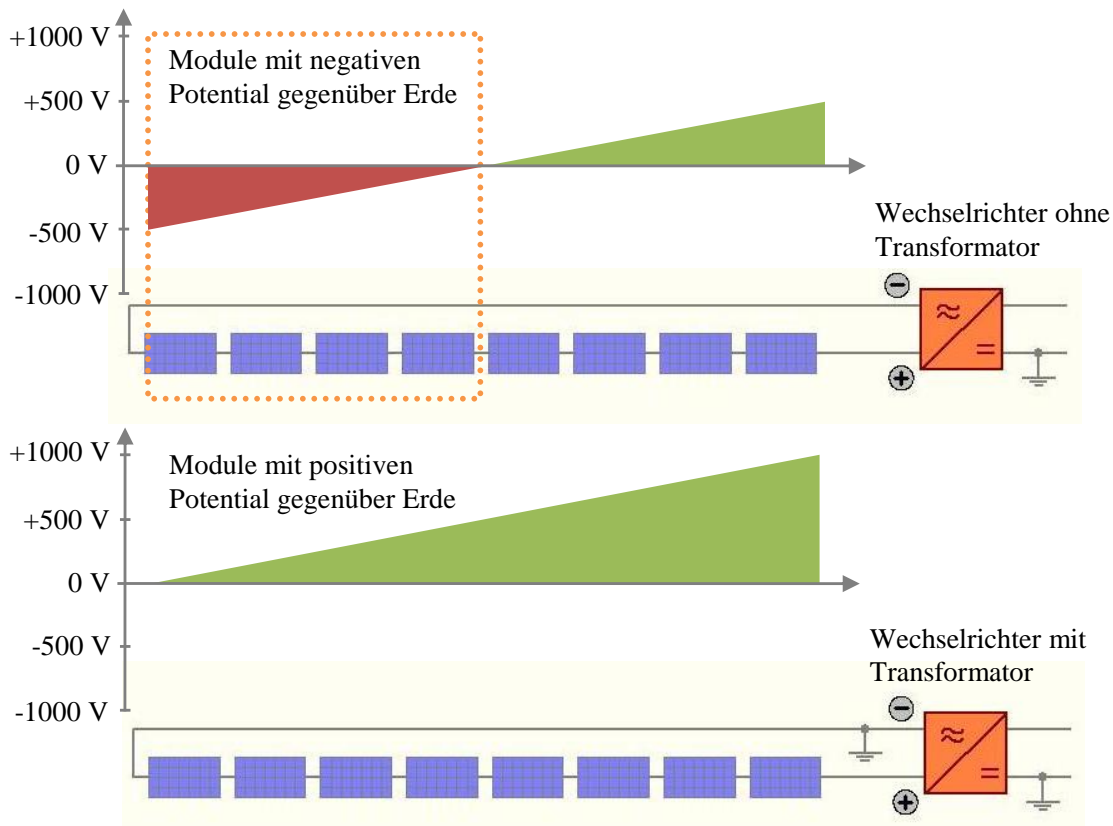 +1000 V
Module mit negativen
Potential gegenüber Erde
+500 V
0 V
-500 V
-1000 V
Wechselrichter ohne
Transformator
−
≈
=
+
+1000 V
Module mit positiven
Potential gegenüber Erde
+500 V
0 V
-500 V
-1000 V
Wechselrichter mit
Transformator
−
≈
=
+